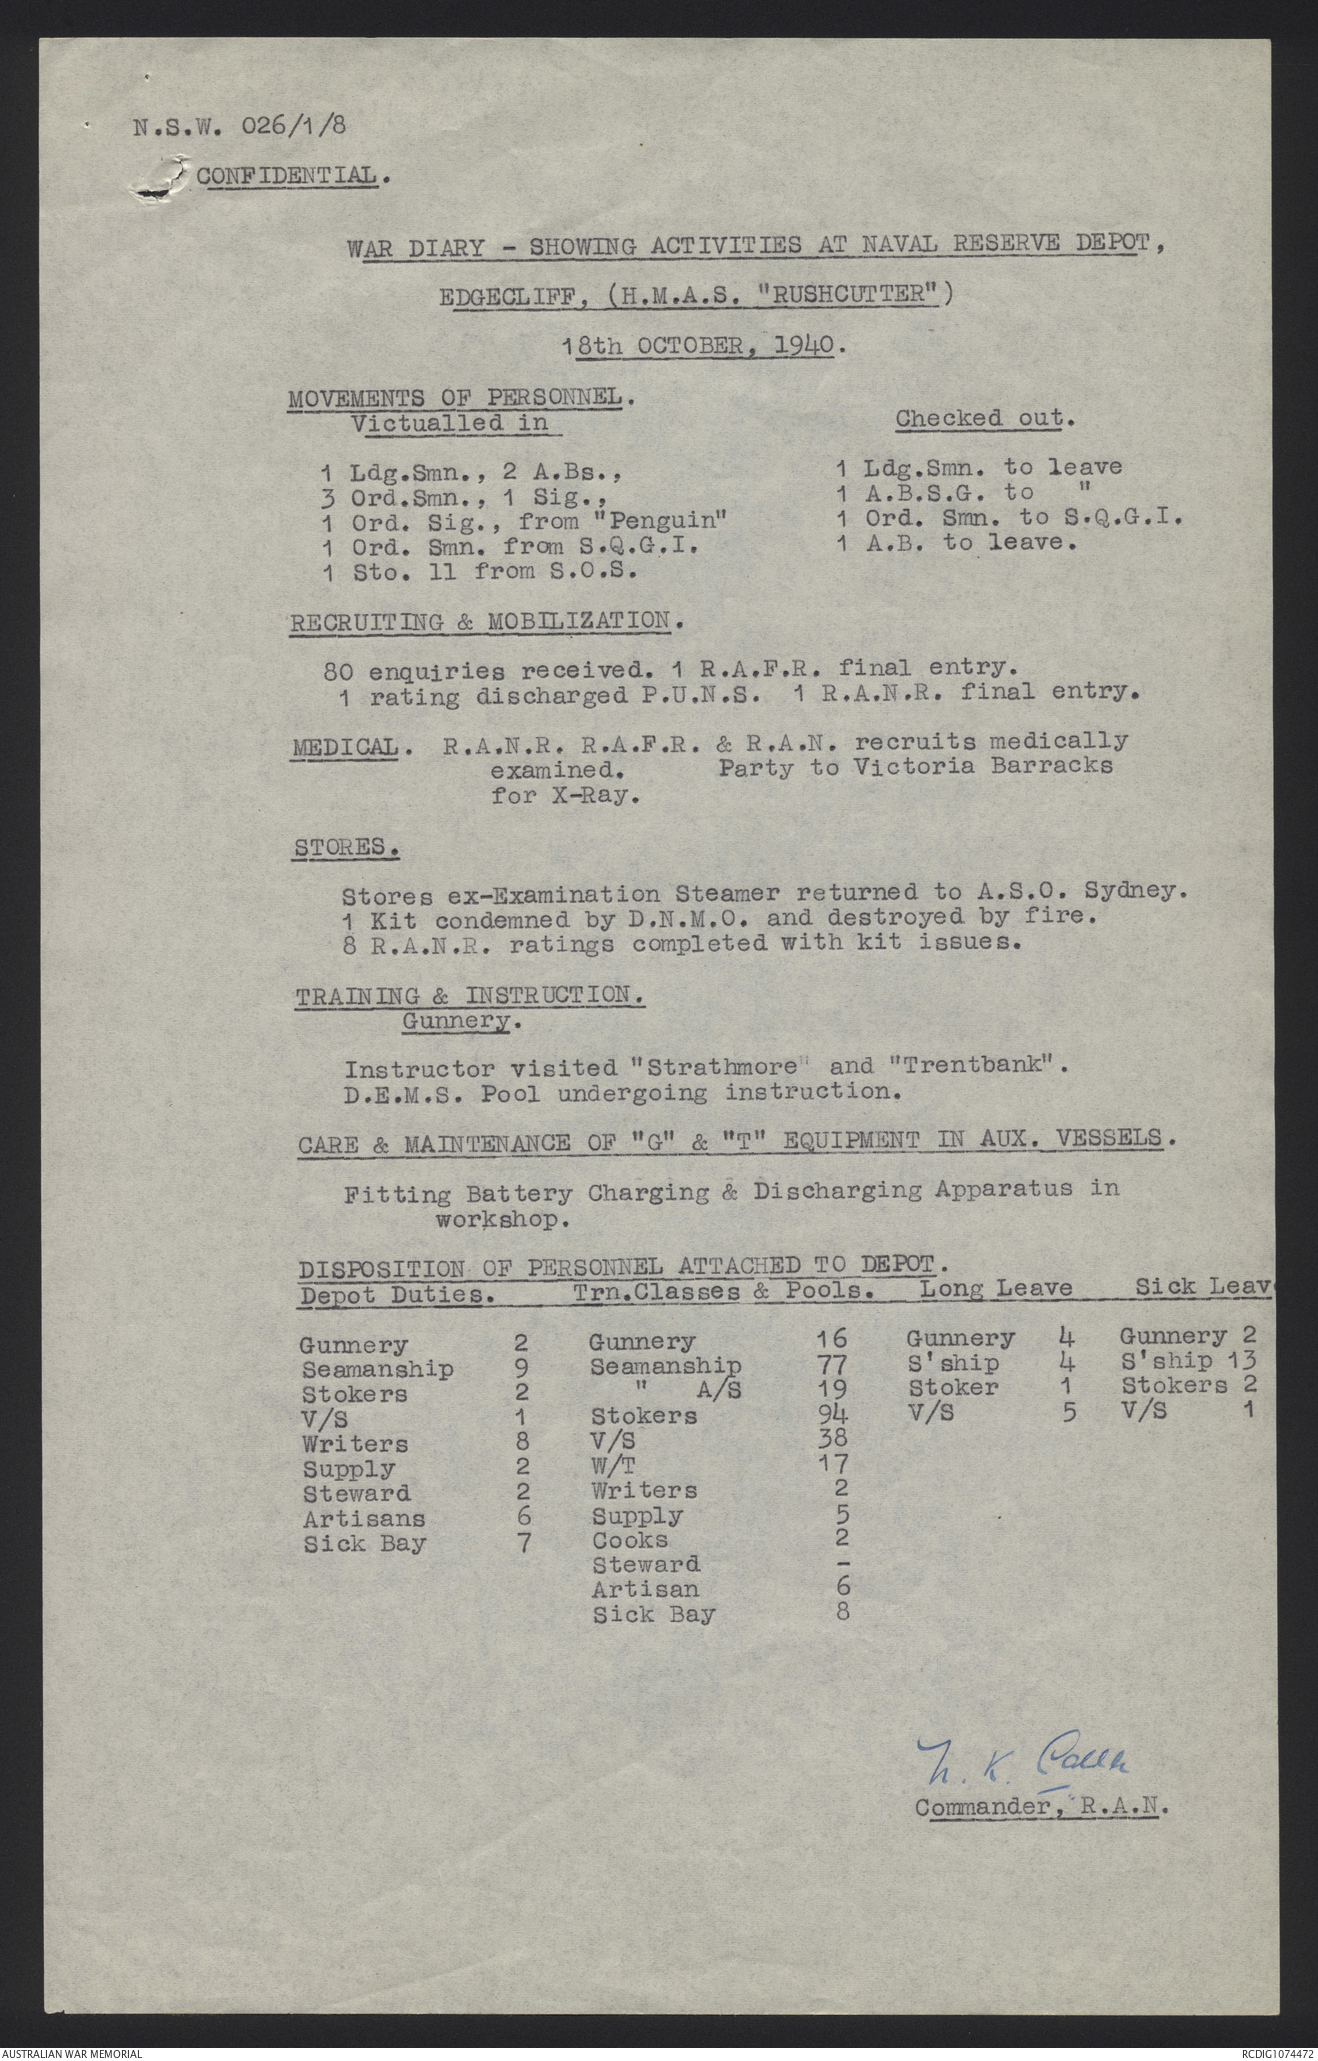 N.S.W. 026/1/8
CONFIDENTIAL.
WAR DIARY - SHOWING ACTIVITIES AT NAVAL RESERVE DEPOT,
EDGECLIFF, (H.M.A.S. "RUSHCUTTER")
18th OCTOBER, 1940.
MOVEMENTS OF PERSONNEL.
Victualled in Checked out.
1 Ldg.Smn., 2 A.Bs., 1 Ldg.Smn. to leave
3 Ord.Smn., 1 Sig., 1 A.B.S.G. to "
1 Ord. Sig., from "Penguin" 1 Ord. Smn. to S.Q.G.I.
1 Ord. Smn. from S.Q.G.I. 1 A.B. to leave.
1 Sto. 11 from S.O.S.
RECRUITING & MOBILIZATION.
80 enquiries received. 1 R.A.F.R. final entry.
1 rating discharged P.U.N.S. 1 R.A.N.R. final entry.
MEDICAL. R.A.N.R. R.A.F.R. & R.A.N. recruits medically
examined. Party to Victoria Barracks
for X-Ray.
STORES.
Stores ex-Examination Steamer returned to A.S.O. Sydney.
1 Kit condemned by D.N.M.O. and destroyed by fire.
8 R.A.N.R. ratings completed with kit issues.
TRAINING & INSTRUCTION.
Gunnery.
Instructor visited "Strathmore" and "Trentbank".
D.E.M.S. Pool undergoing instruction.
CARE & MAINTENANCE OF "G" & "T" EQUIPMENT IN AUX. VESSELS.
Fitting Battery Charging & Discharging Apparatus in
workshop.
DISPOSITION OF PERSONNEL ATTACHED TO DEPOT.
Depot Duties. Trn.Classes & Pools. Long Leave Sick Leav
Gunnery 2 Gunnery 16 Gunnery 4 Gunnery 2
Seamanship 9 Seamanship 77 S'ship 4 S'ship 13
Stokers 2 " A/S 19 Stoker 1 Stokers 2
V/S 1 Stokers 94 V/S 5 V/S 1
Writers 8 V/S 38
Supply 2 W/T 17
Steward 2 Writers 2
Artisans 6 Supply 5
Sick Bay 7 Cooks 2
Steward -
Artisan 6
Sick Bay 8
N. K. Calder
Commander, R.A.N.
AUSTRALIAN WAR MEMORIAL RCDIG1074472